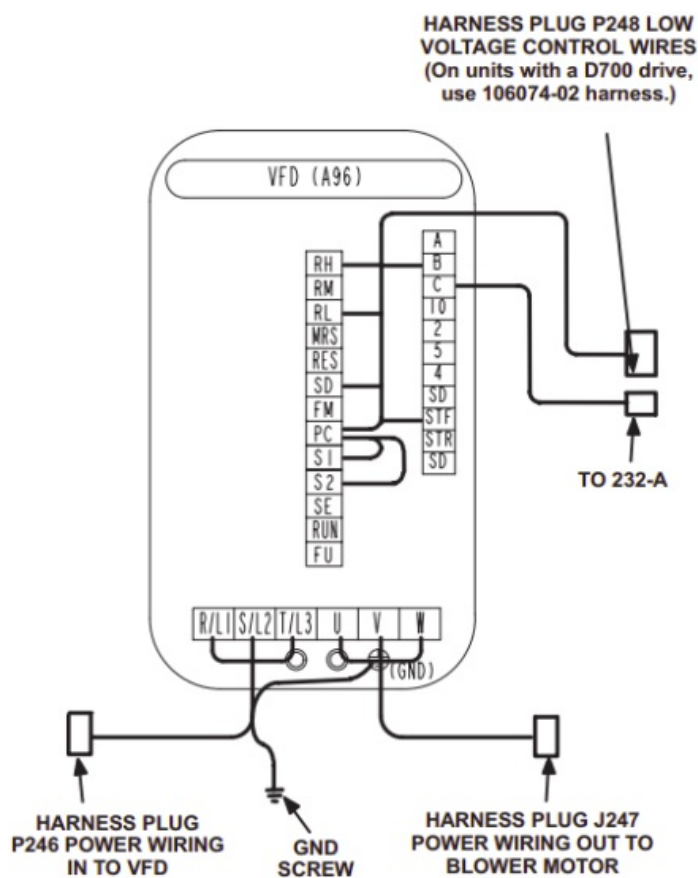 HARNESS PLUG P248 LOW
VOLTAGE CONTROL WIRES
(On units with a D700 drive,
use 106074-02 harness.)
VFD (A96)
RH
RM
RL
MRS
RES
SD
FM
PC
S1
S2
SE
RUN
FU
A
B
C
10
2
5
4
SD
STF
STR
SD
TO 232-A
R/L1 S/L2 T/L3 U V W
(GND)
HARNESS PLUG
P246 POWER WIRING
IN TO VFD
GND
SCREW
HARNESS PLUG J247
POWER WIRING OUT TO
BLOWER MOTOR